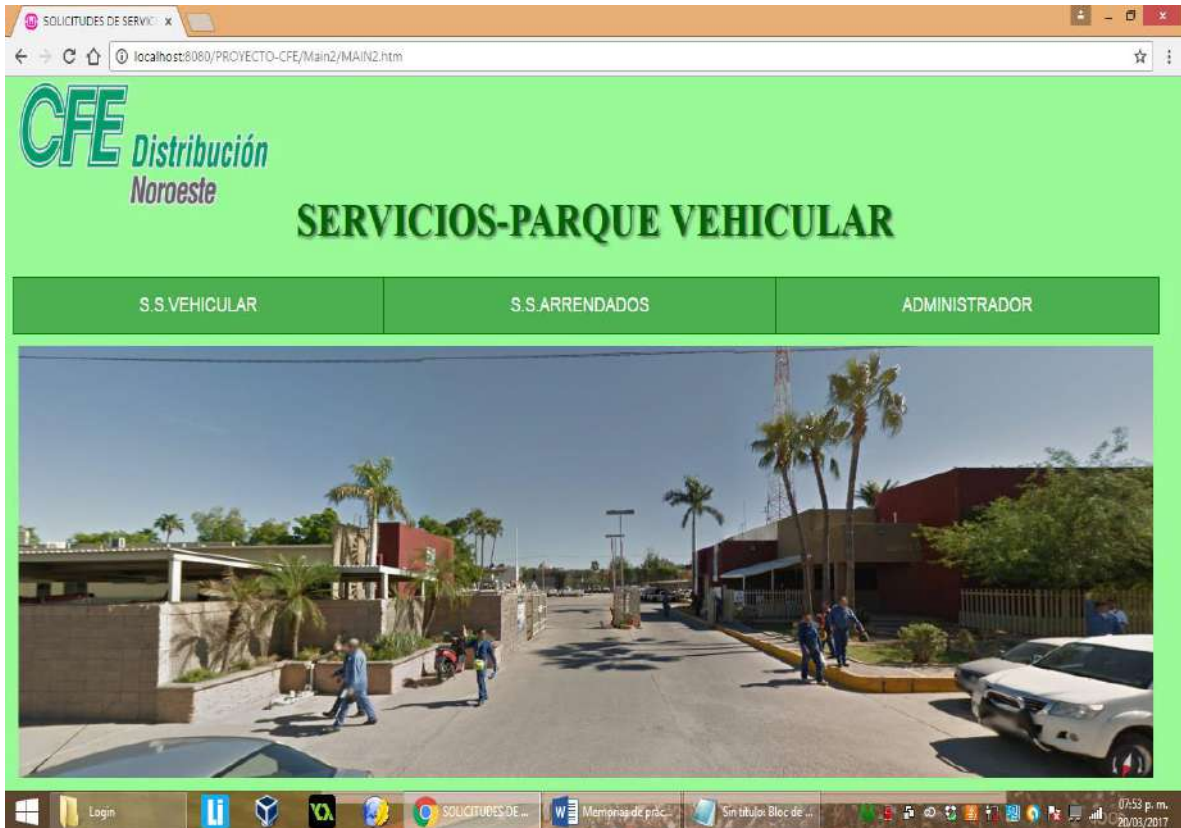 SOLICITUDES DE SERVIC
localhost:8080/PROYECTO-CFE/Main2/MAIN2.htm
CFE Distribución
Noroeste
SERVICIOS-PARQUE VEHICULAR
S.S.VEHICULAR
S.S.ARRENDADOS
ADMINISTRADOR
Login
SOLICITUDES DE ...
Memorias de prác...
Sin título: Bloc de ...
07:53 p. m.
20/03/2017